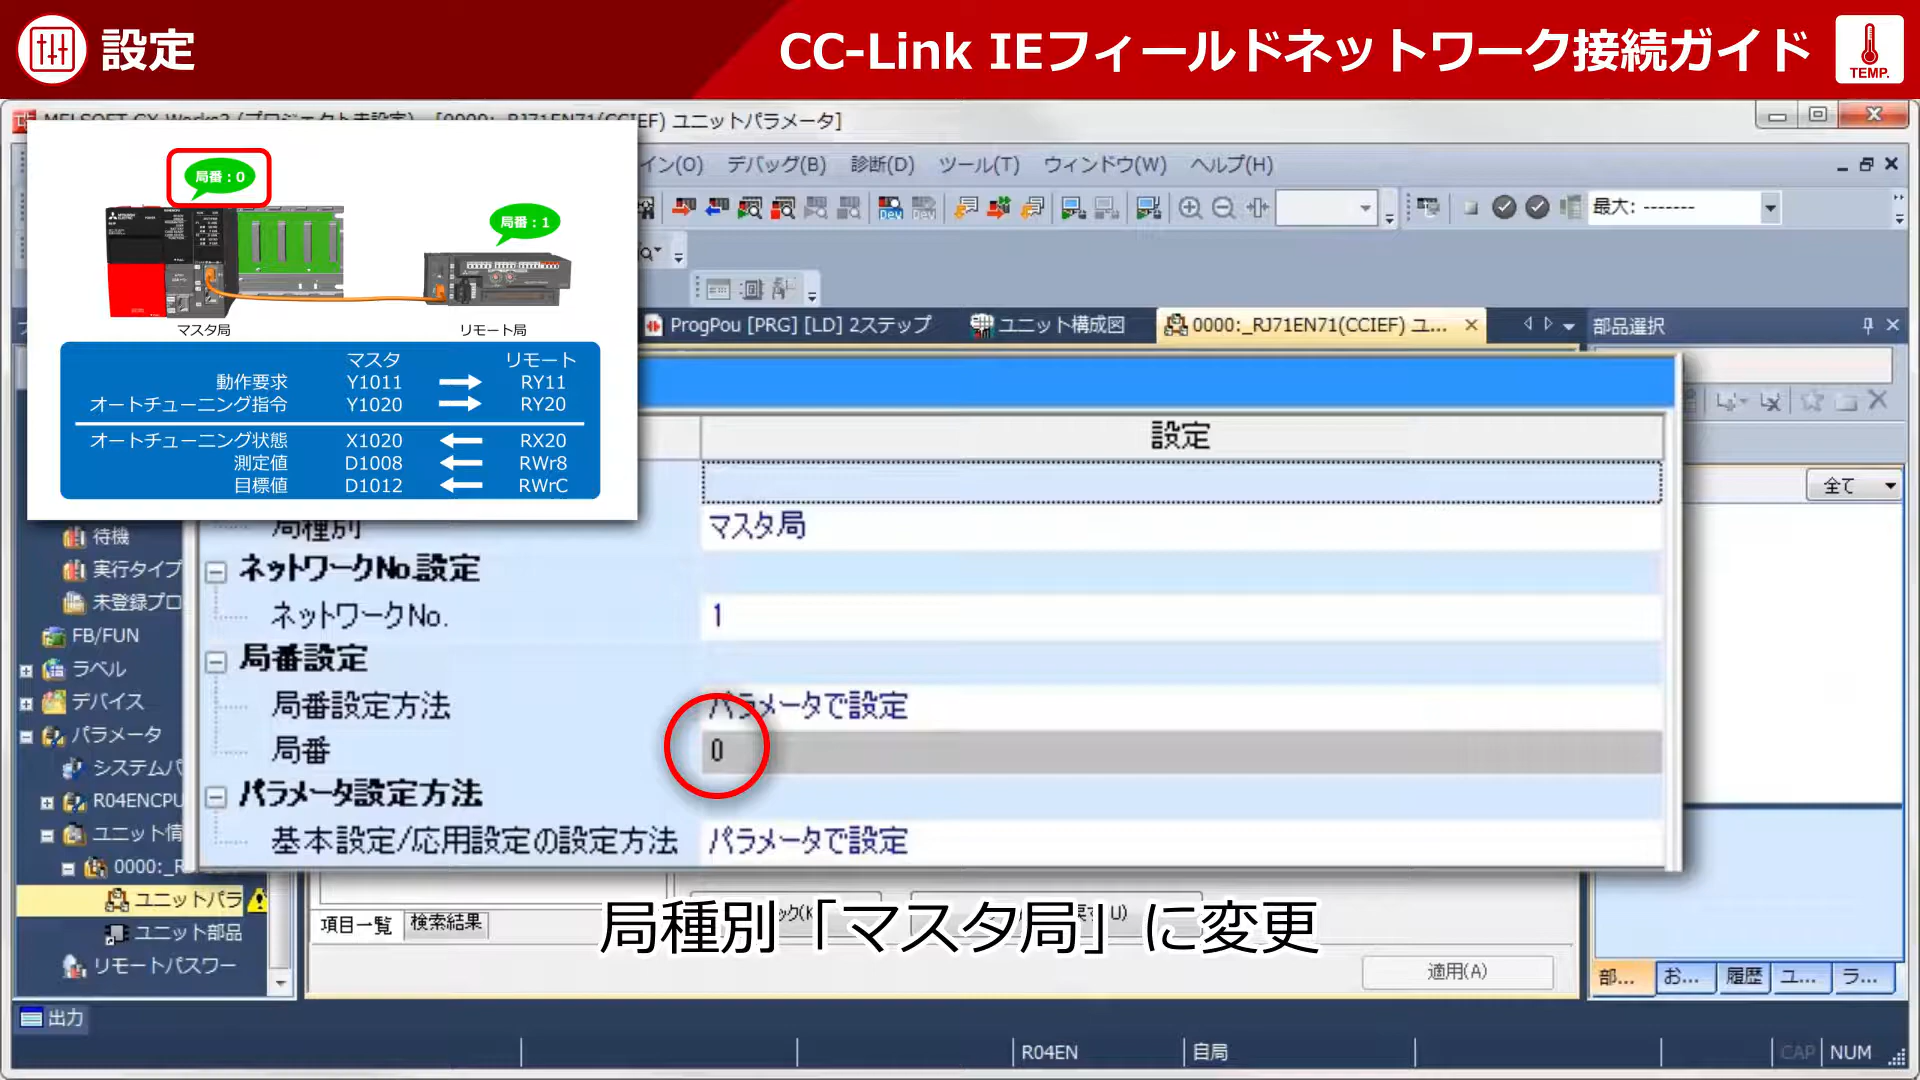 設定
CC-Link IEフィールドネットワーク接続ガイド
TEMP.
EF) ユニットパラメータ]
局番：0
局番：1
マスタ局
リモート局
マスタ リモート
動作要求 Y1011 → RY11
オートチューニング指令 Y1020 → RY20
オートチューニング状態 X1020 ← RX20
測定値 D1008 ← RWr8
目標値 D1012 ← RWrC
イン(O) デバッグ(B) 診断(D) ツール(T) ウィンドウ(W) ヘルプ(H)
最大: -------
ProgPou [PRG] [LD] 2ステップ
ユニット構成図
0000:_RJ71EN71(CCIEF) ユ...
部品選択
全て
設定
局種別 マスタ局
ネットワークNo.設定
ネットワークNo. 1
局番設定
局番設定方法 パラメータで設定
局番 0
パラメータ設定方法
基本設定/応用設定の設定方法 パラメータで設定
待機
実行タイプ
未登録プロ
FB/FUN
ラベル
デバイス
パラメータ
システムパ
R04ENCPU
ユニット情
0000:_R
ユニットパラ
ユニット部品
リモートパスワー
項目一覧 検索結果
局種別「マスタ局」に変更
適用(A)
部... お... 履歴 ユ... ラ...
出力
R04EN
自局
CAP
NUM